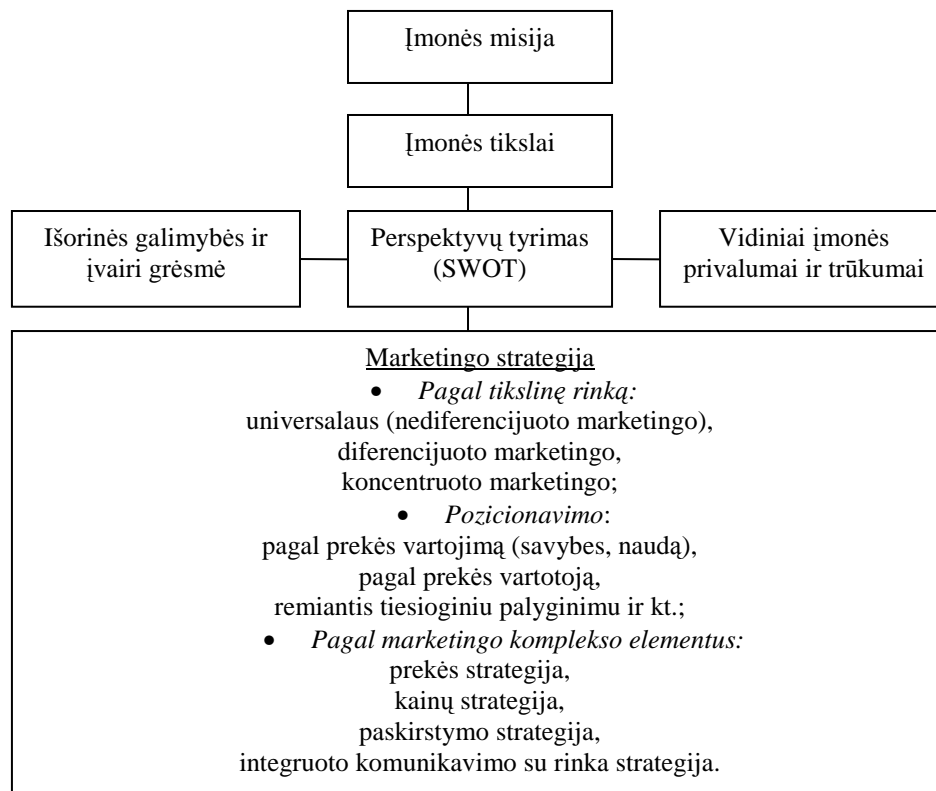 Įmonės misija
Įmonės tikslai
Išorinės galimybės ir
įvairi grėsmė
Perspektyvų tyrimas
(SWOT)
Vidiniai įmonės
privalumai ir trūkumai
Marketingo strategija
• Pagal tikslinę rinką:
universalaus (nediferencijuoto marketingo),
diferencijuoto marketingo,
koncentruoto marketingo;
• Pozicionavimo:
pagal prekės vartojimą (savybes, naudą),
pagal prekės vartotoją,
remiantis tiesioginiu palyginimu ir kt.;
• Pagal marketingo komplekso elementus:
prekės strategija,
kainų strategija,
paskirstymo strategija,
integruoto komunikavimo su rinka strategija.